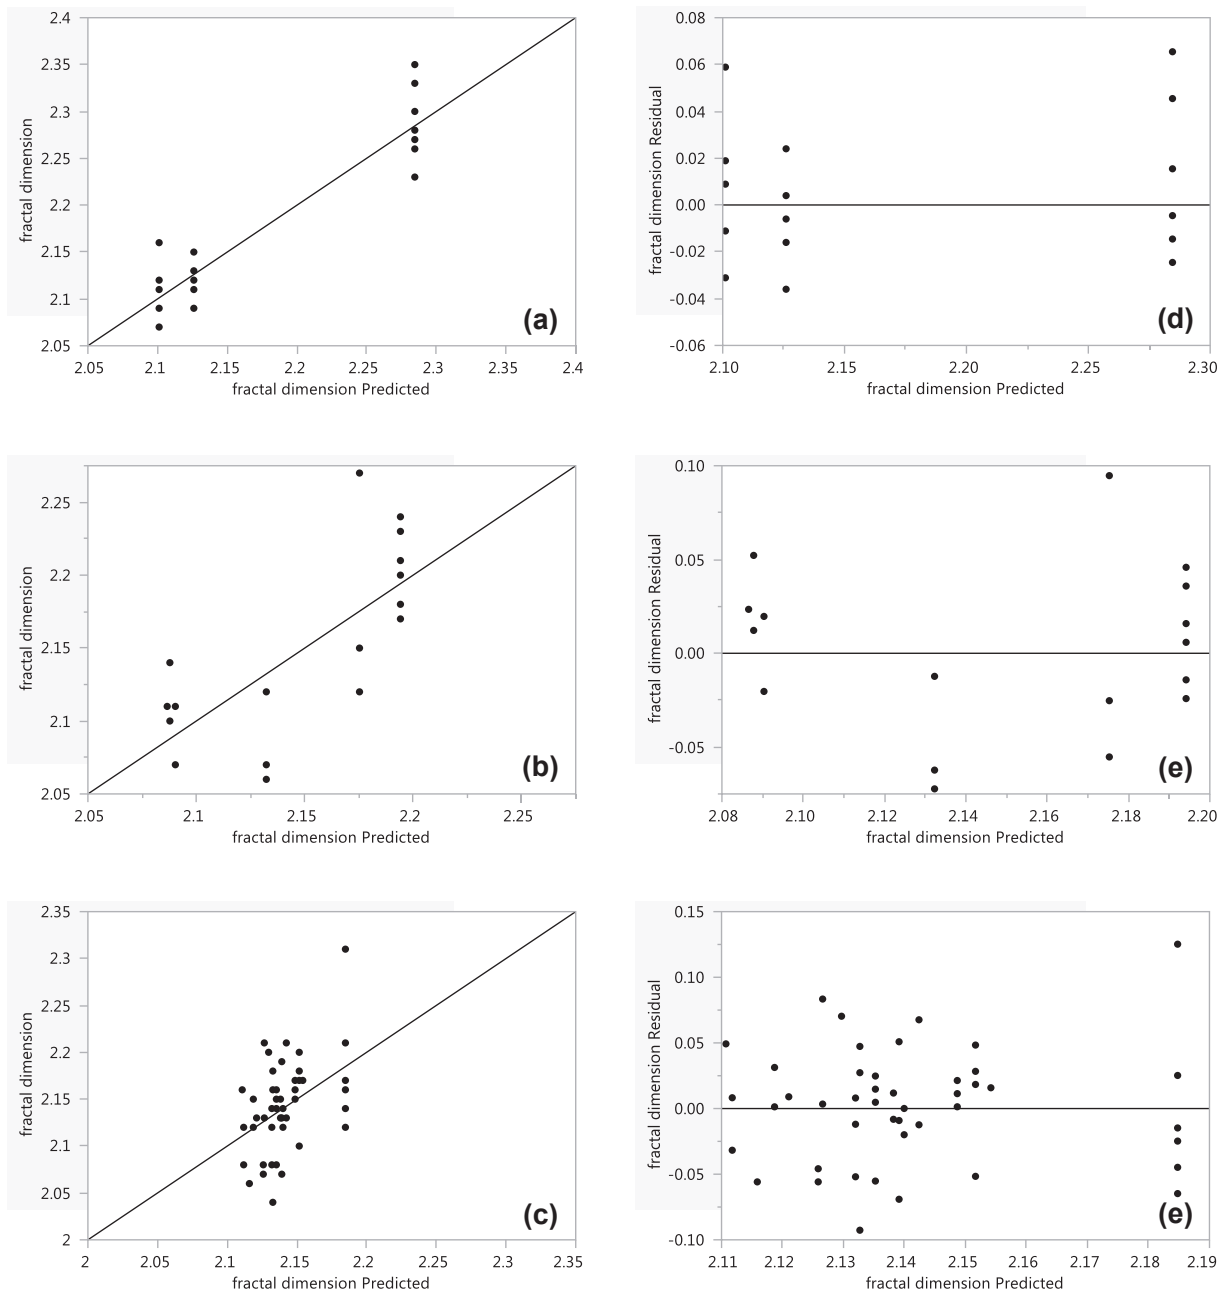 2.4
2.35
2.3
2.25
2.2
2.15
2.1
2.05
fractal dimension
(a)
2.05 2.1 2.15 2.2 2.25 2.3 2.35 2.4
fractal dimension Predicted
0.08
0.06
0.04
0.02
0.00
-0.02
-0.04
-0.06
fractal dimension Residual
(d)
2.10 2.15 2.20 2.25 2.30
fractal dimension Predicted
2.25
2.2
2.15
2.1
2.05
fractal dimension
(b)
2.05 2.1 2.15 2.2 2.25
fractal dimension Predicted
0.10
0.05
0.00
-0.05
fractal dimension Residual
(e)
2.08 2.10 2.12 2.14 2.16 2.18 2.20
fractal dimension Predicted
2.35
2.3
2.25
2.2
2.15
2.1
2.05
2
fractal dimension
(c)
2 2.05 2.1 2.15 2.2 2.25 2.3 2.35
fractal dimension Predicted
0.15
0.10
0.05
0.00
-0.05
-0.10
fractal dimension Residual
(e)
2.11 2.12 2.13 2.14 2.15 2.16 2.17 2.18 2.19
fractal dimension Predicted